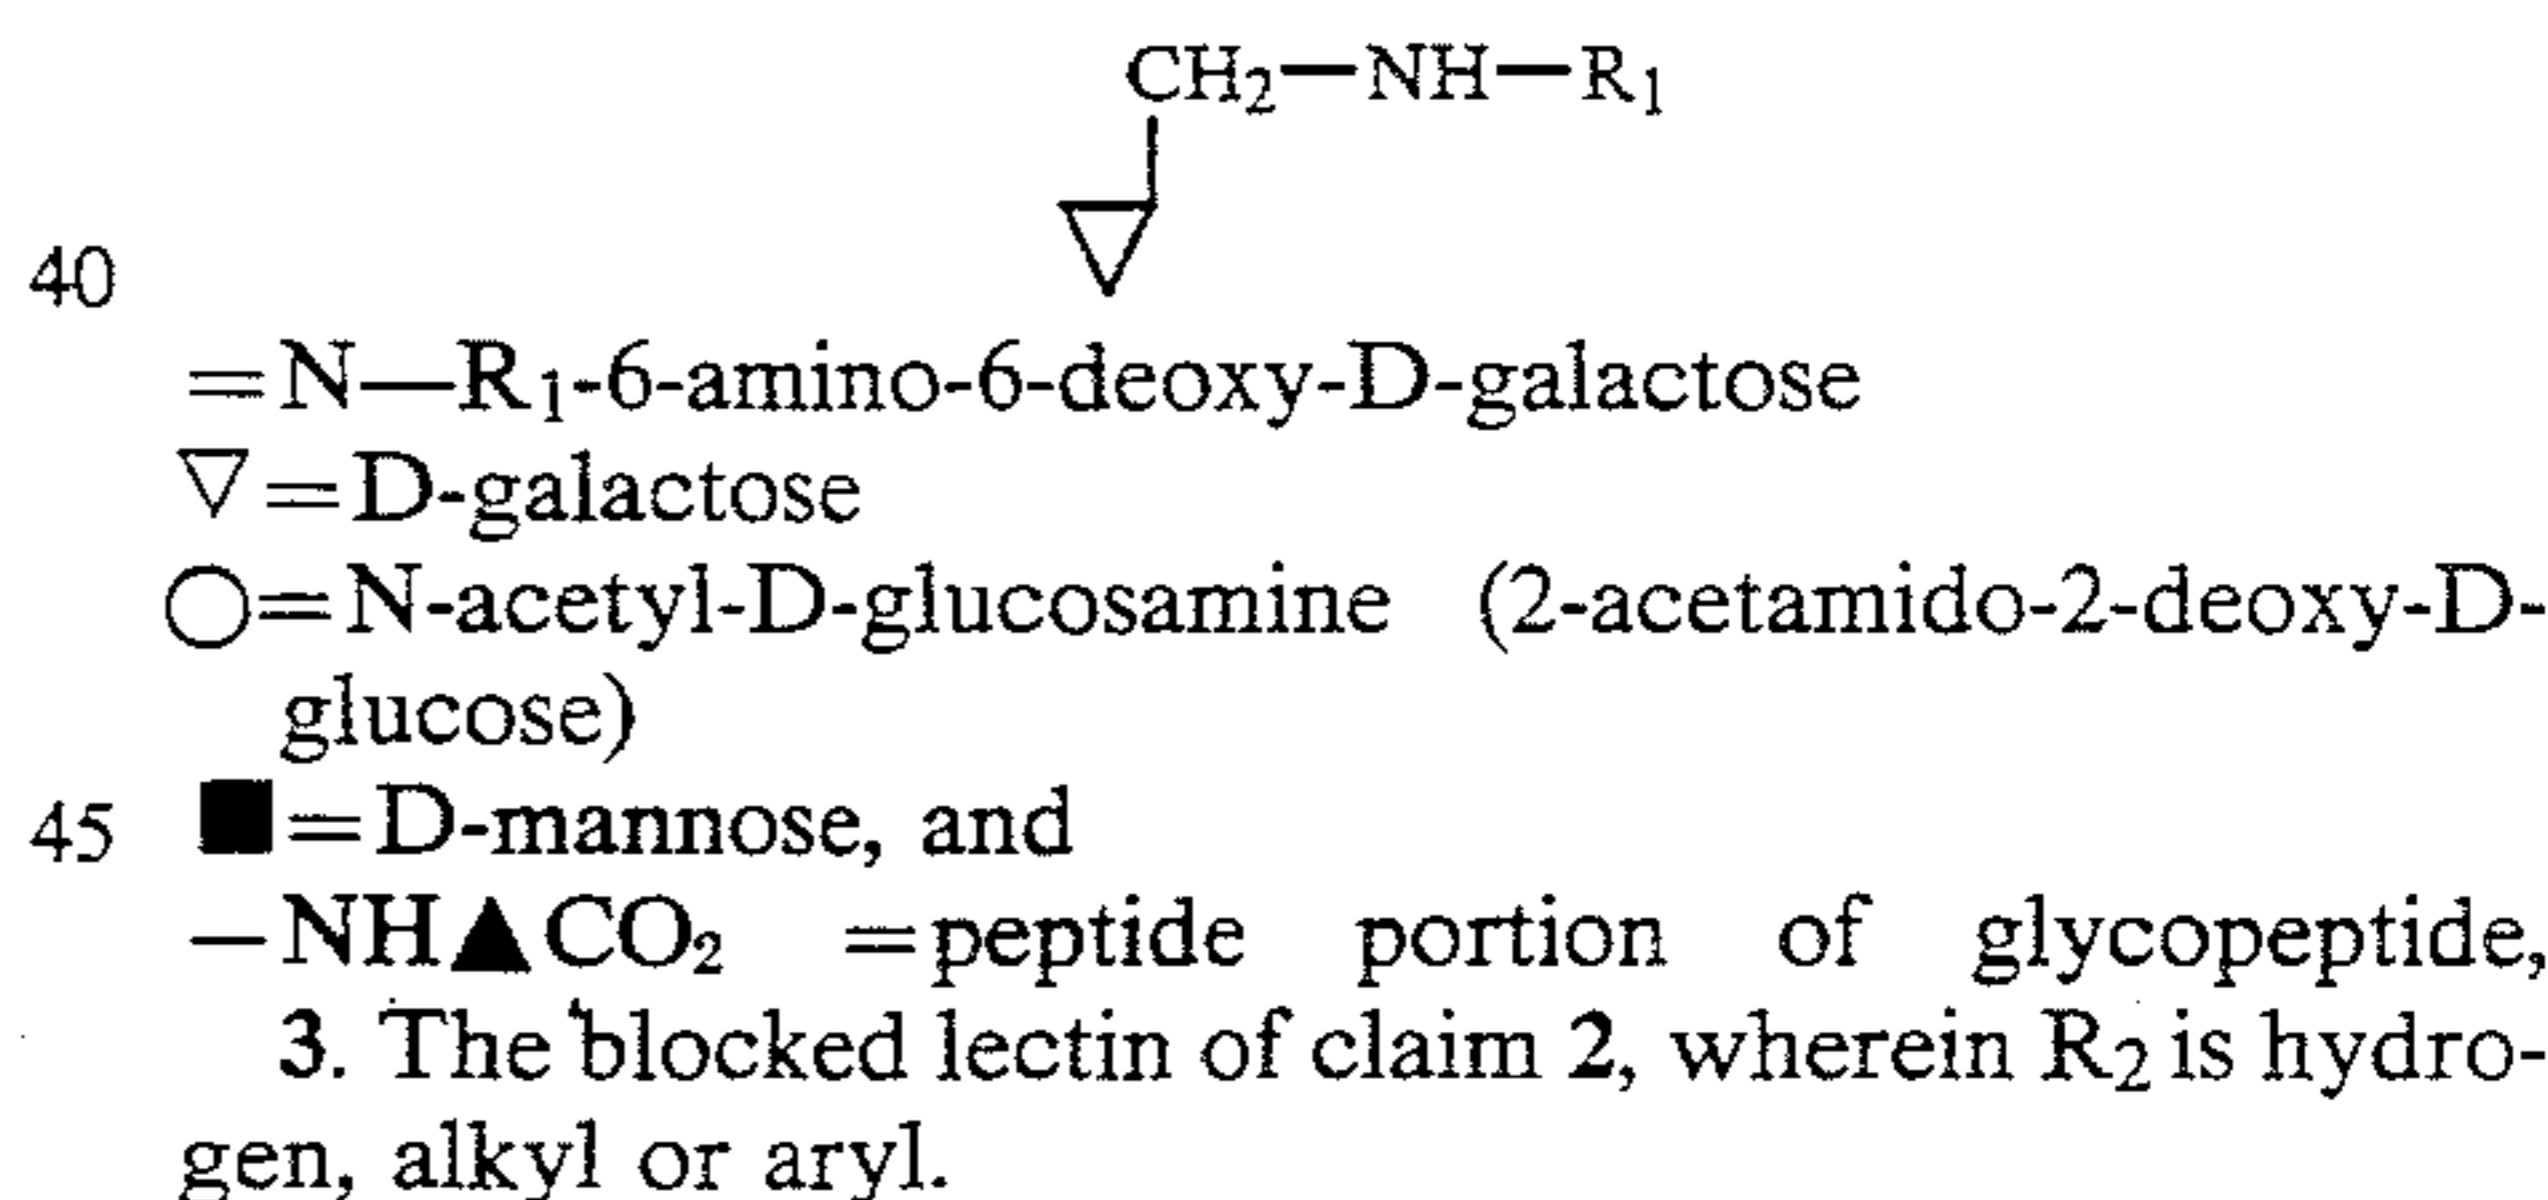 CH2—NH—R1
40
=N—R1-6-amino-6-deoxy-D-galactose
▽=D-galactose
○=N-acetyl-D-glucosamine (2-acetamido-2-deoxy-D-
glucose)
45 ■=D-mannose, and
—NH▲CO2 =peptide portion of glycopeptide,
3. The blocked lectin of claim 2, wherein R2 is hydro-
gen, alkyl or aryl.